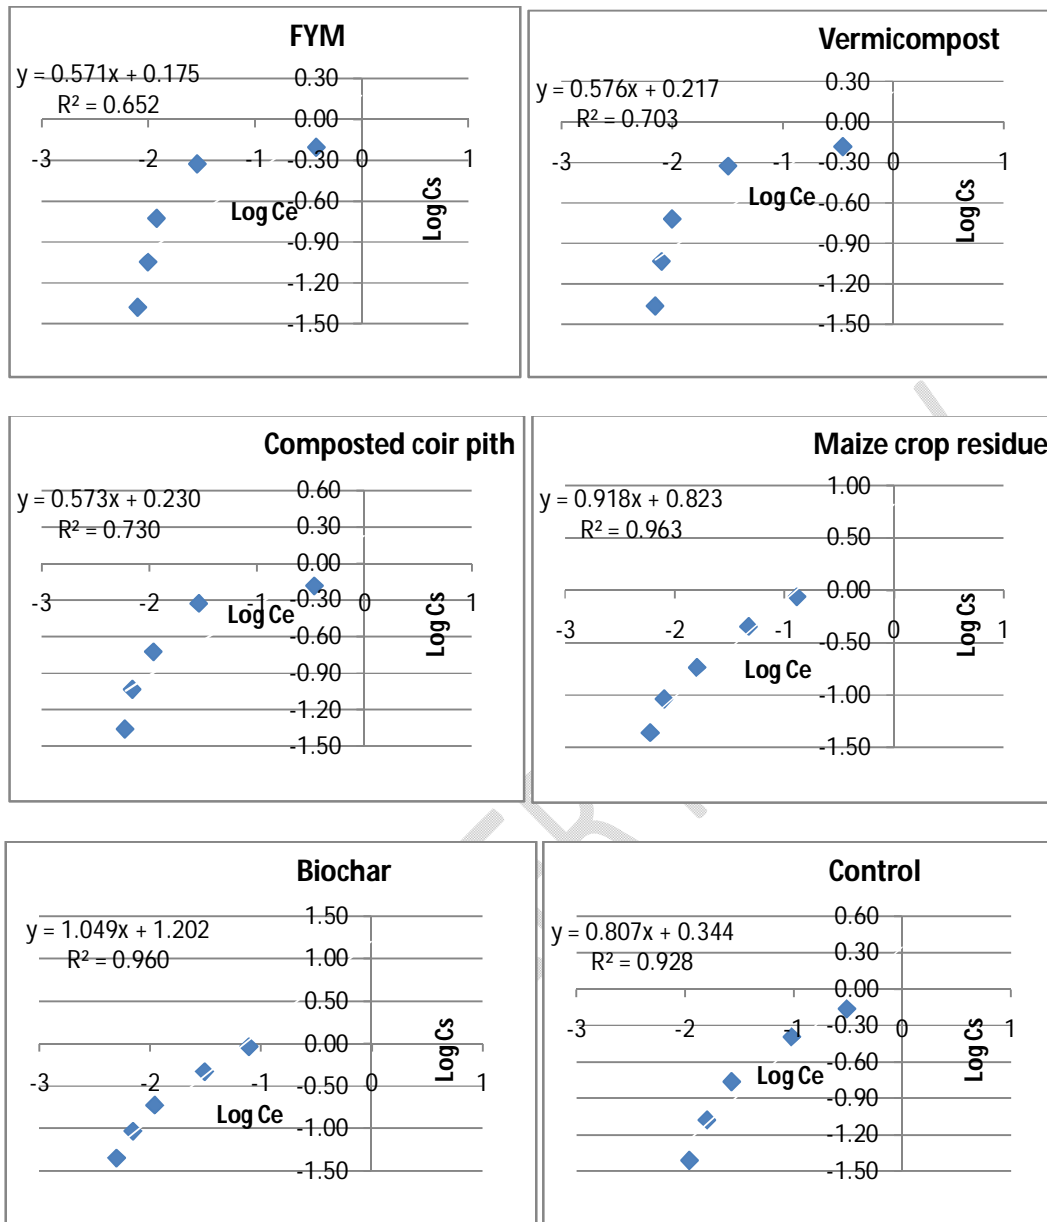 FYM
y = 0.571x + 0.175
R² = 0.652
0.30
0.00
-3 -2 -1 0 1
-0.30
Log Ce
-0.60
-0.90
-1.20
-1.50
Log Cs
Vermicompost
y = 0.576x + 0.217
R² = 0.703
0.30
0.00
-3 -2 -1 0 1
-0.30
Log Ce
-0.60
-0.90
-1.20
-1.50
Log Cs
Composted coir pith
y = 0.573x + 0.230
R² = 0.730
0.60
0.30
0.00
-3 -2 -1 0 1
-0.30
Log Ce
-0.60
-0.90
-1.20
-1.50
Log Cs
Maize crop residue
y = 0.918x + 0.823
R² = 0.963
1.00
0.50
0.00
-3 -2 -1 0 1
-0.50
Log Ce
-1.00
-1.50
Log Cs
Biochar
y = 1.049x + 1.202
R² = 0.960
1.50
1.00
0.50
0.00
-3 -2 -1 0 1
-0.50
Log Ce
-1.00
-1.50
Log Cs
Control
y = 0.807x + 0.344
R² = 0.928
0.60
0.30
0.00
-3 -2 -1 0 1
-0.30
-0.60
Log Ce
-0.90
-1.20
-1.50
Log Cs